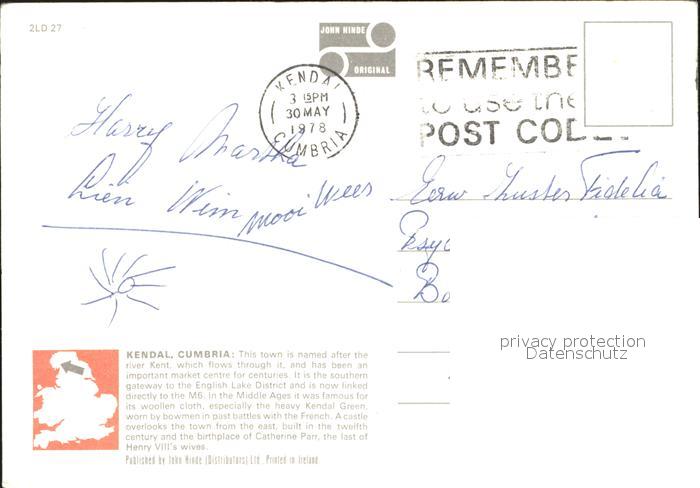 2LD 27
JOHN HINDE
ORIGINAL
KENDAL
3 15PM
30 MAY
1978
CUMBRIA
REMEMBE
to use the
POST CODE
Harry Martha
Lien Wim mooi Weer
Eerw Zuster Fidelia
Psyc
Bo
privacy protection
Datenschutz
KENDAL, CUMBRIA: This town is named after the
river Kent, which flows through it, and has been an
important market centre for centuries. It is the southern
gateway to the English Lake District and is now linked
directly to the M6. In the Middle Ages it was famous for
its woollen cloth, especially the heavy Kendal Green,
worn by bowmen in past battles with the French. A castle
overlooks the town from the east, built in the twelfth
century and the birthplace of Catherine Parr, the last of
Henry VIII's wives.
Published by John Hinde (Distributors) Ltd. Printed in Ireland